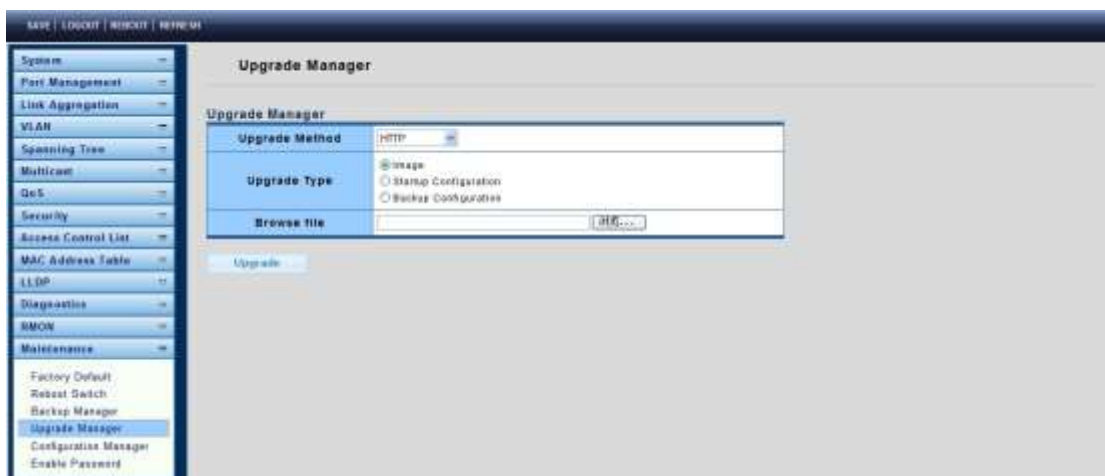 SAVE | LOGOUT | REBOOT | REFRESH
System
Port Management
Link Aggregation
VLAN
Spanning Tree
Multicast
QoS
Security
Access Control List
MAC Address Table
LLDP
Diagnostics
RMON
Maintenance
Factory Default
Reboot Switch
Backup Manager
Upgrade Manager
Configuration Manager
Enable Password
Upgrade Manager
Upgrade Manager
Upgrade Method
HTTP
Upgrade Type
Image
Startup Configuration
Backup Configuration
Browse file
浏览...
Upgrade